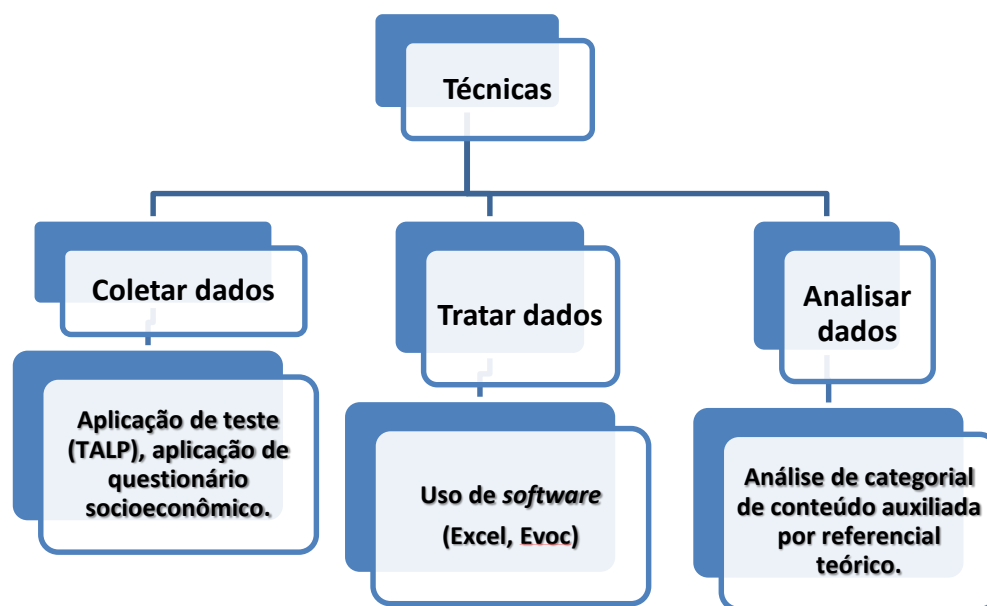 Técnicas
Coletar dados
Tratar dados
Analisar
dados
Aplicação de teste
(TALP), aplicação de
questionário
socioeconômico.
Uso de software
(Excel, Evoc)
Análise de categorial
de conteúdo auxiliada
por referencial
teórico.